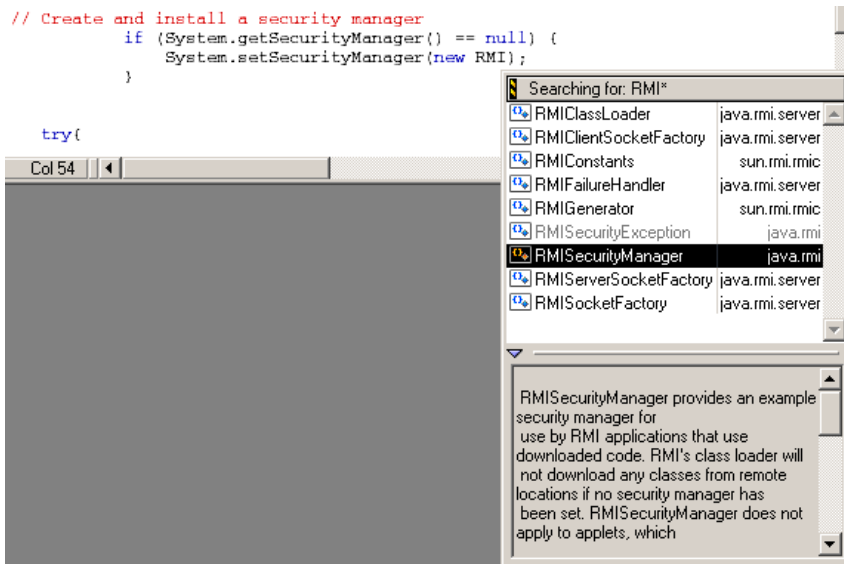 // Create and install a security manager
if (System.getSecurityManager() == null) {
System.setSecurityManager(new RMI);
}
try{
Col 54
Searching for: RMI*
RMIClassLoader java.rmi.server
RMIClientSocketFactory java.rmi.server
RMIConstants sun.rmi.rmic
RMIFailureHandler java.rmi.server
RMIGenerator sun.rmi.rmic
RMISecurityException java.rmi
RMISecurityManager java.rmi
RMIServerSocketFactory java.rmi.server
RMISocketFactory java.rmi.server
RMISecurityManager provides an example
security manager for
use by RMI applications that use
downloaded code. RMI's class loader will
not download any classes from remote
locations if no security manager has
been set. RMISecurityManager does not
apply to applets, which